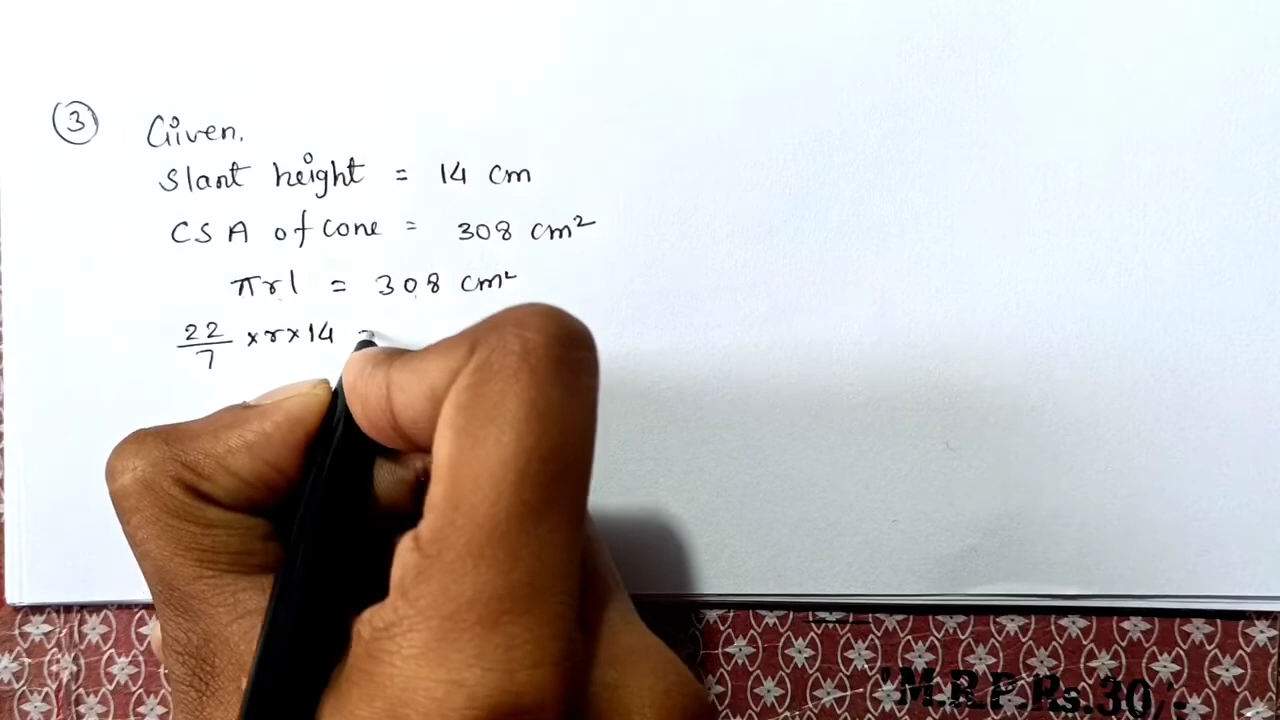 ③ Given.
Slant height = 14 cm
CSA of cone = 308 cm²
πrl = 308 cm²
22/7 × r × 14 =
M.R.P. Rs. 30/-